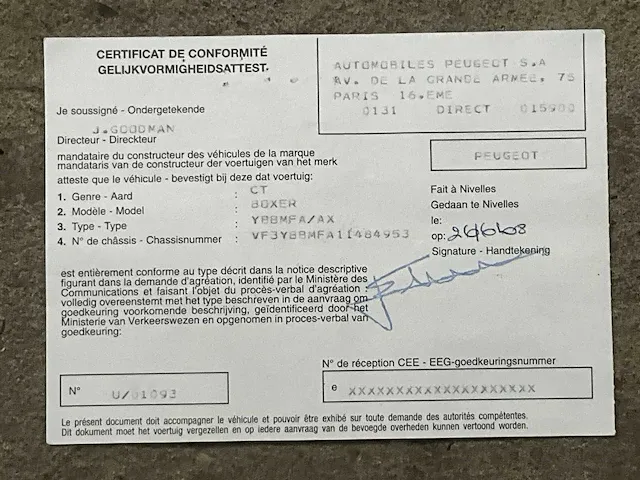 CERTIFICAT DE CONFORMITÉ
GELIJKVORMIGHEIDSATTEST.
AUTOMOBILES PEUGEOT S.A
AV. DE LA GRANDE ARMEE, 75
PARIS 16.EME
0131 DIRECT 015900
Je soussigné - Ondergetekende
J.GOODMAN
Directeur - Direckteur
mandataire du constructeur des véhicules de la marque
mandataris van de constructeur der voertuigen van het merk
PEUGEOT
atteste que le véhicule - bevestigt bij deze dat voertuig:
1. Genre - Aard : CT
2. Modèle - Model : BOXER
3. Type - Type : YBBMFA/AX
4. N° de châssis - Chassisnummer : VF3YBBMFA11484953
Fait à Nivelles
Gedaan te Nivelles
le:
op:
Signature - Handtekening
est entièrement conforme au type décrit dans la notice descriptive
figurant dans la demande d'agréation, identifié par le Ministère des
Communications et faisant l'objet du procès-verbal d'agréation :
volledig overeenstemt met het type beschreven in de aanvraag om
goedkeuring voorkomende beschrijving, geïdentificeerd door het
Ministerie van Verkeerswezen en opgenomen in proces-verbal van
goedkeuring:
N° U/01093
N° de réception CEE - EEG-goedkeuringsnummer
e XXXXXXXXXXXXXXXXXXXX
Le présent document doit accompagner le véhicule et pouvoir être exhibé sur toute demande des autorités compétentes.
Dit dokument moet het voertuig vergezellen en op iedere aanvraag van de bevoegde overheden kunnen vertoond worden.